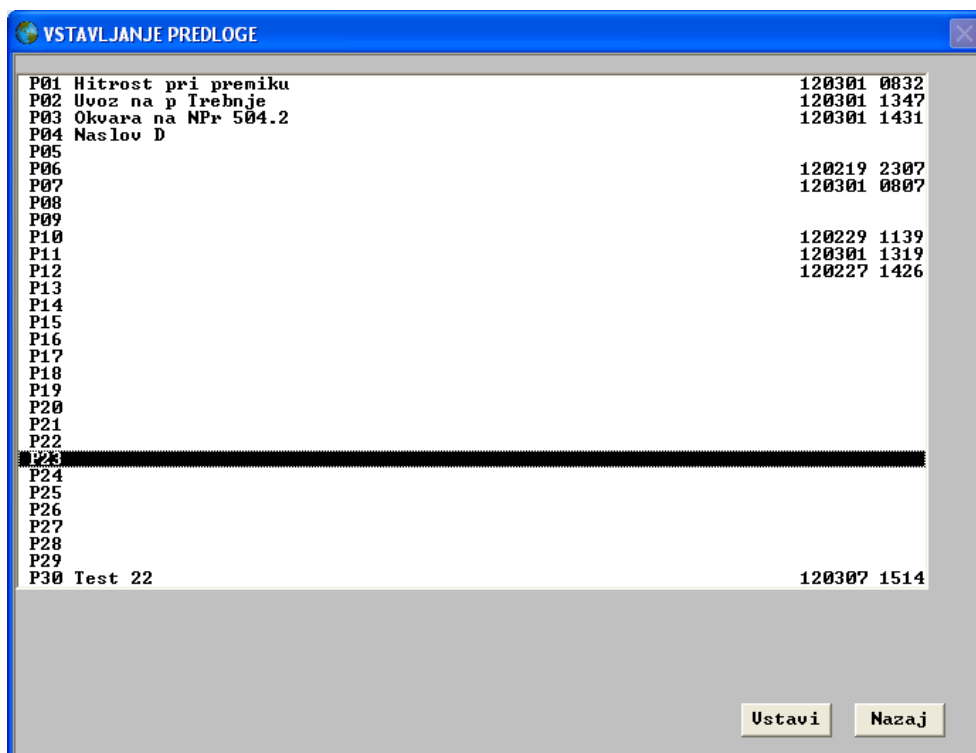 VSTAVLJANJE PREDLOGE
P01 Hitrost pri premiku 120301 0832
P02 Uvoz na p Trebnje 120301 1347
P03 Okvara na NPr 504.2 120301 1431
P04 Naslov D
P05
P06 120219 2307
P07 120301 0807
P08
P09
P10 120229 1139
P11 120301 1319
P12 120227 1426
P13
P14
P15
P16
P17
P18
P19
P20
P21
P22
P23
P24
P25
P26
P27
P28
P29
P30 Test 22 120307 1514
Vstavi Nazaj